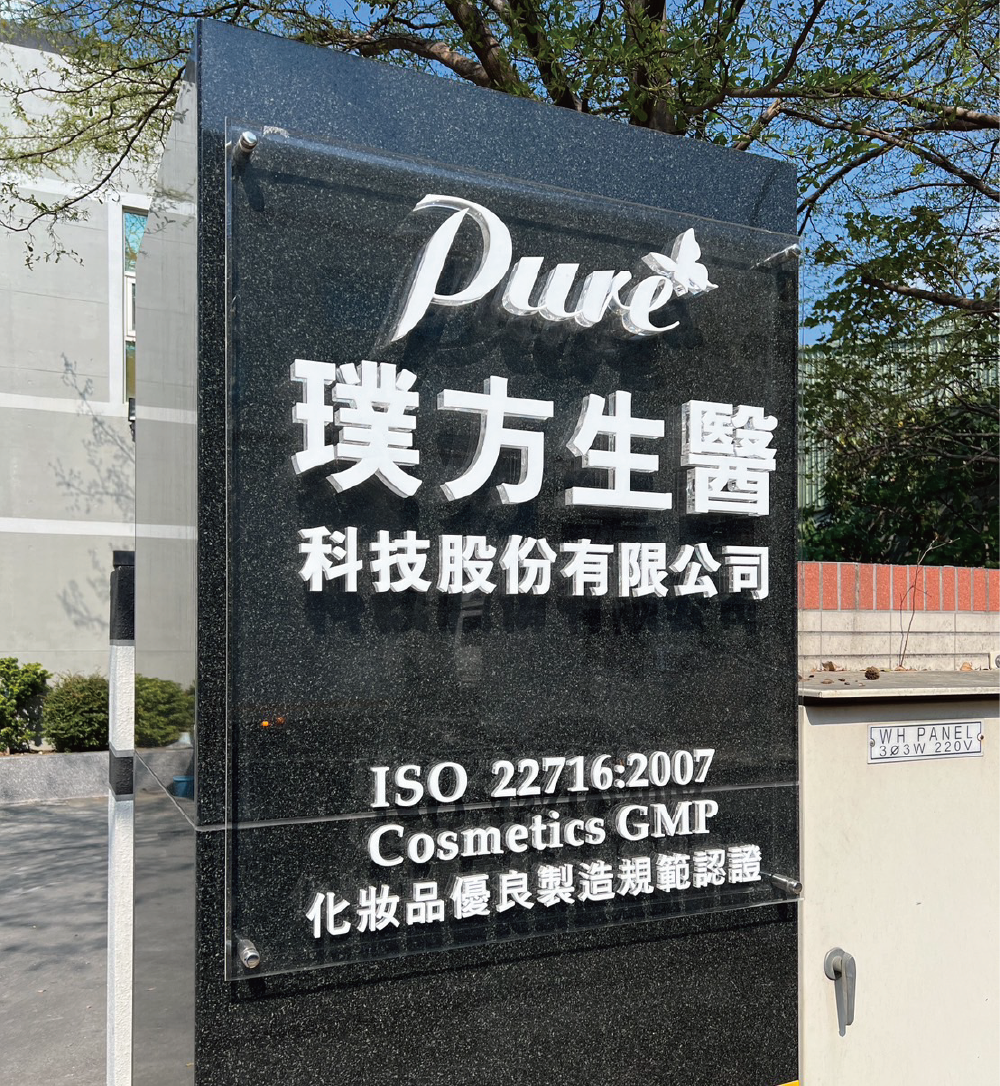 Pure
璞方生醫
科技股份有限公司
ISO 22716:2007
Cosmetics GMP
化妝品優良製造規範認證
WH PANEL
3Ø3W 220V